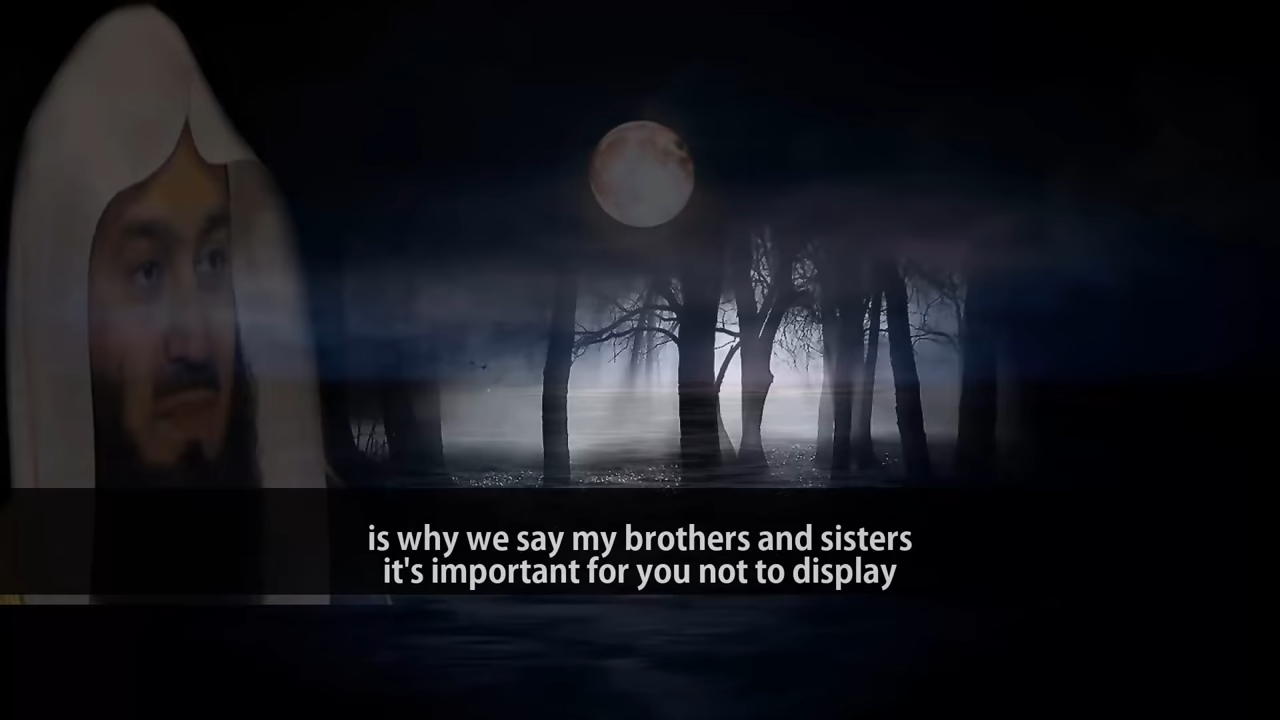 is why we say my brothers and sisters
it's important for you not to display